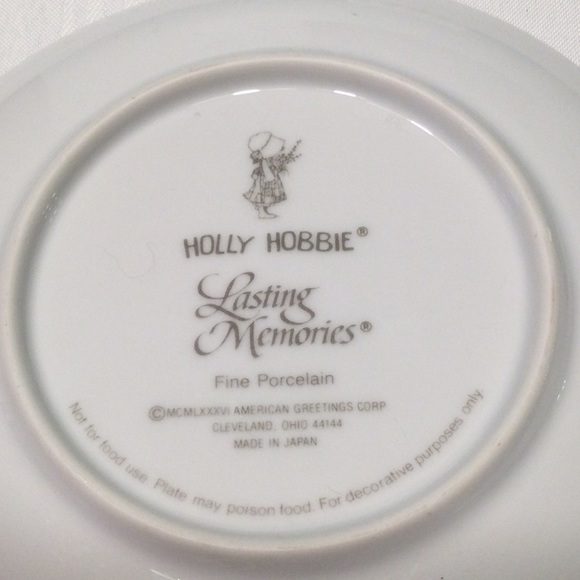 HOLLY HOBBIE®
Lasting
Memories®
Fine Porcelain
©MCMLXXXVI AMERICAN GREETINGS CORP
CLEVELAND, OHIO 44144
MADE IN JAPAN
Not for food use. Plate may poison food. For decorative purposes only